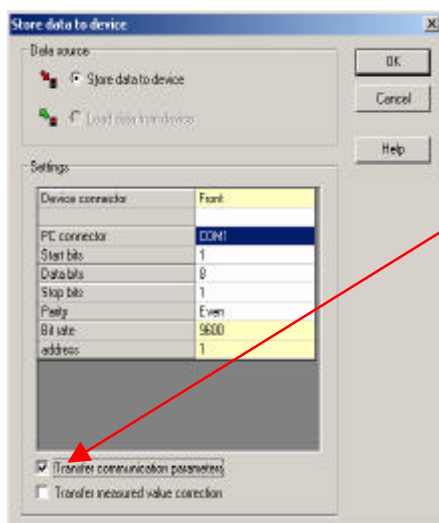 Store data to device
Data source
Store data to device
OK
Load data from device
Cancel
Help
Settings
Device connector Front
PC connector COM1
Start bits 1
Data bits 8
Stop bits 1
Parity Even
Bit rate 9600
address 1
Transfer communication parameters
Transfer measured value correction